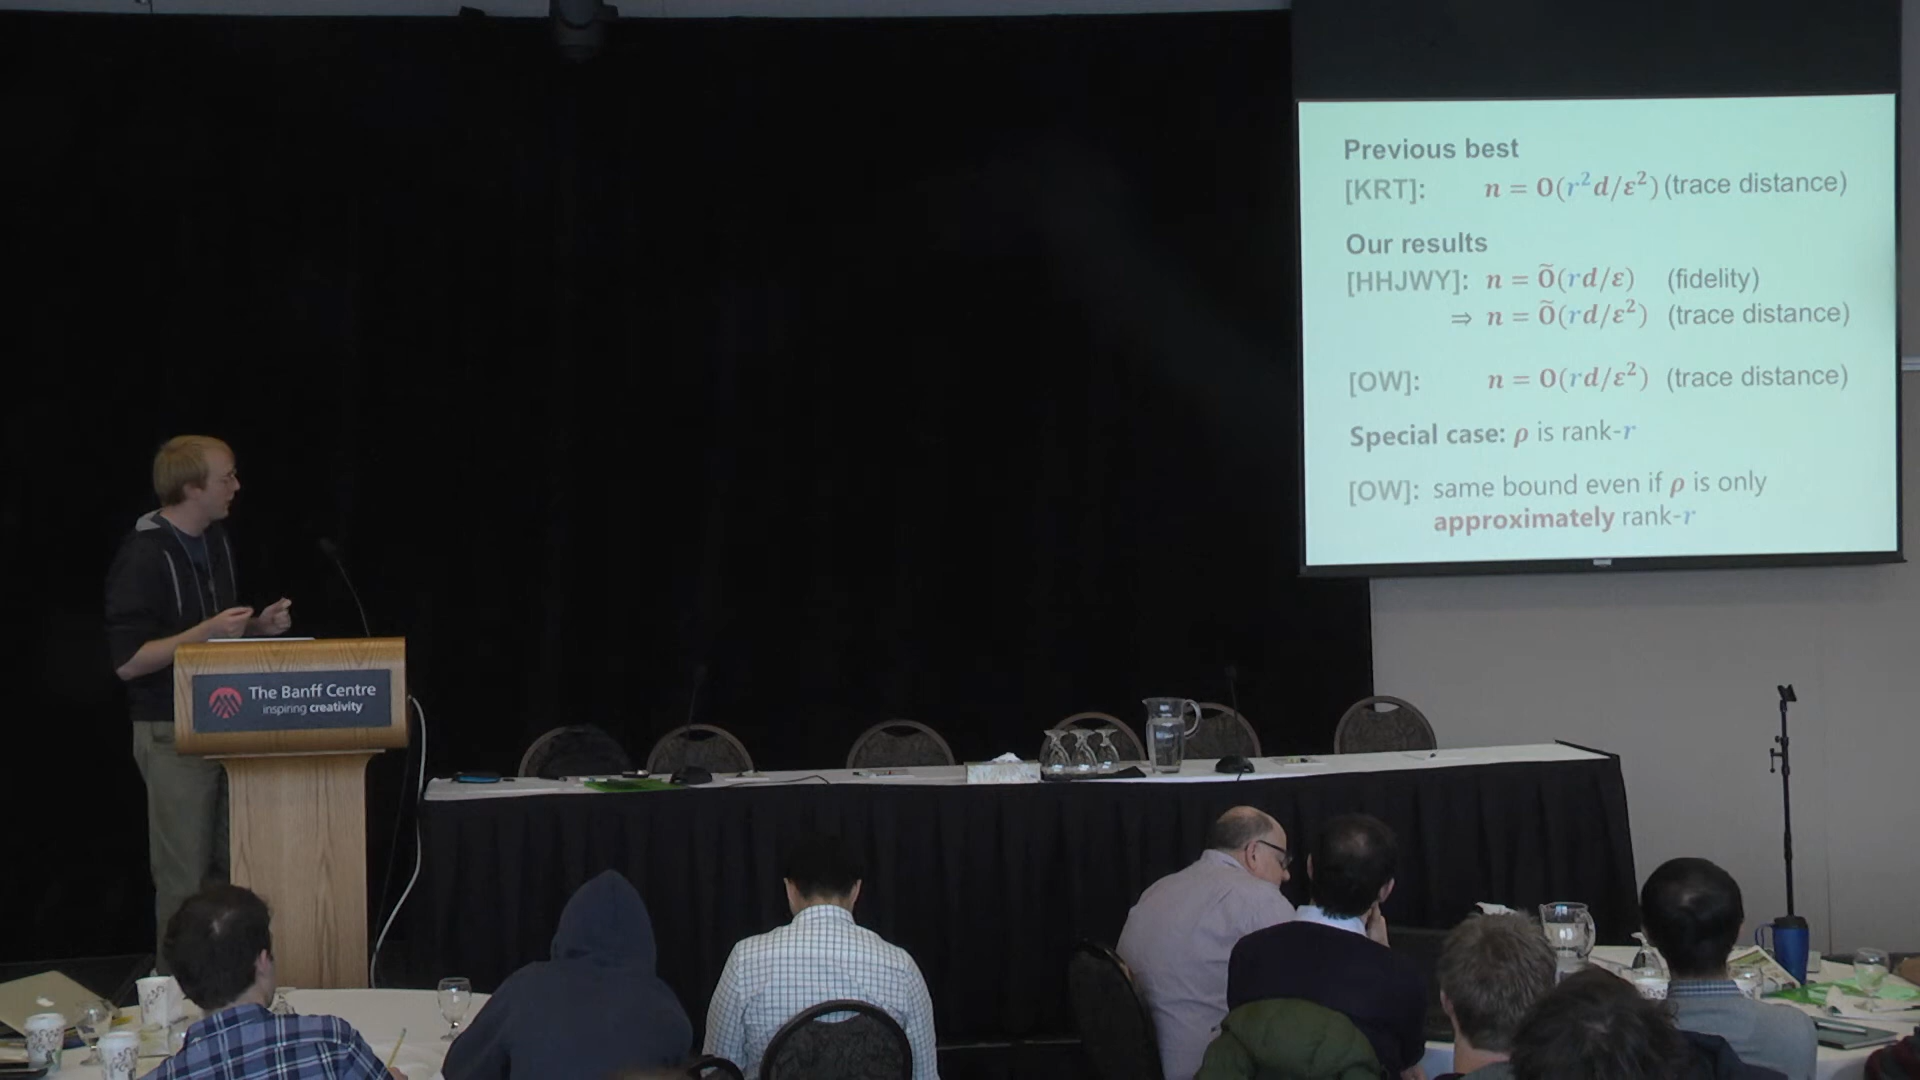 Previous best
[KRT]: n = O(r²d/ε²) (trace distance)
Our results
[HHJWY]: n = Õ(rd/ε) (fidelity)
⇒ n = Õ(rd/ε²) (trace distance)
[OW]: n = O(rd/ε²) (trace distance)
Special case: ρ is rank-r
[OW]: same bound even if ρ is only
approximately rank-r
The Banff Centre
inspiring creativity